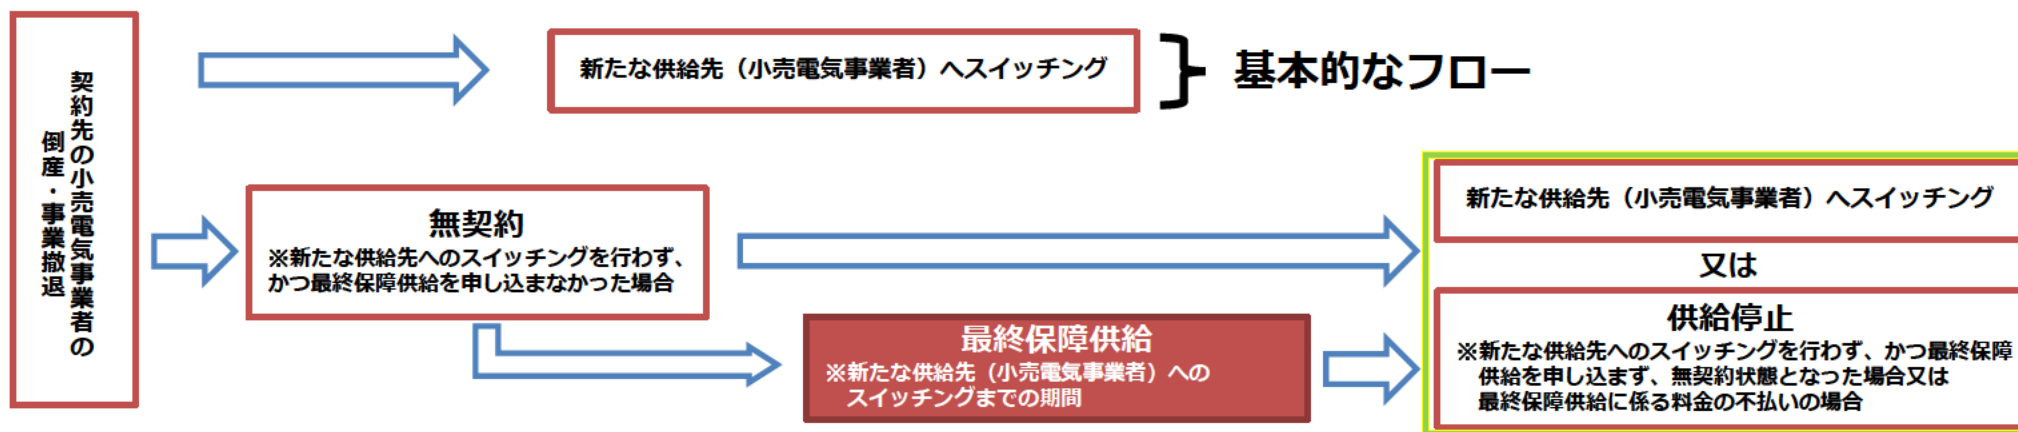 契約先の小売電気事業者の
倒産・事業撤退
新たな供給先（小売電気事業者）へスイッチング
基本的なフロー
無契約
※新たな供給先へのスイッチングを行わず、
かつ最終保障供給を申し込まなかった場合
最終保障供給
※新たな供給先（小売電気事業者）への
スイッチングまでの期間
新たな供給先（小売電気事業者）へスイッチング
又は
供給停止
※新たな供給先へのスイッチングを行わず、かつ最終保障
供給を申し込まず、無契約状態となった場合又は
最終保障供給に係る料金の不払いの場合